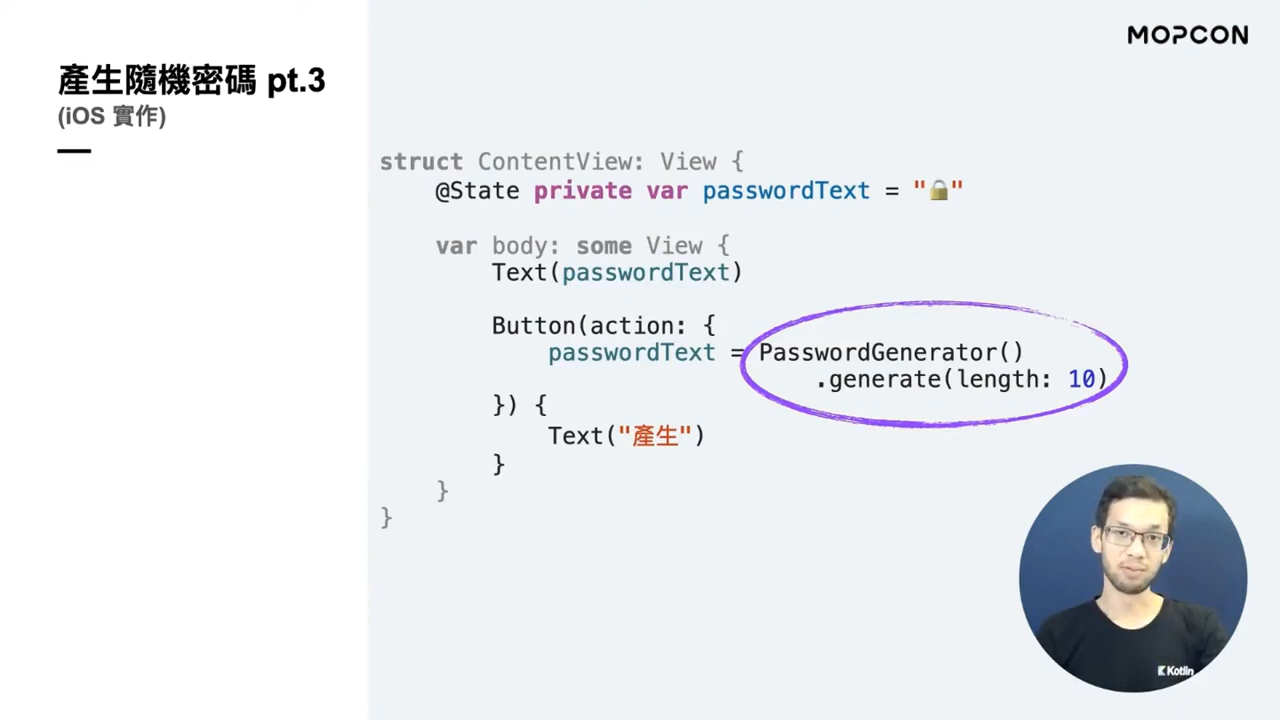 MOPCON
產生隨機密碼 pt.3
(iOS 實作)
struct ContentView: View {
@State private var passwordText = "🔒"
var body: some View {
Text(passwordText)
Button(action: {
passwordText = PasswordGenerator()
.generate(length: 10)
}) {
Text("產生")
}
}
}
Kotlin